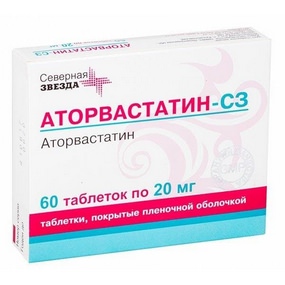 Северная
ЗВЕЗДА
АТОРВАСТАТИН-СЗ
Аторвастатин
60 таблеток по 20 мг
таблетки, покрытые пленочной оболочкой